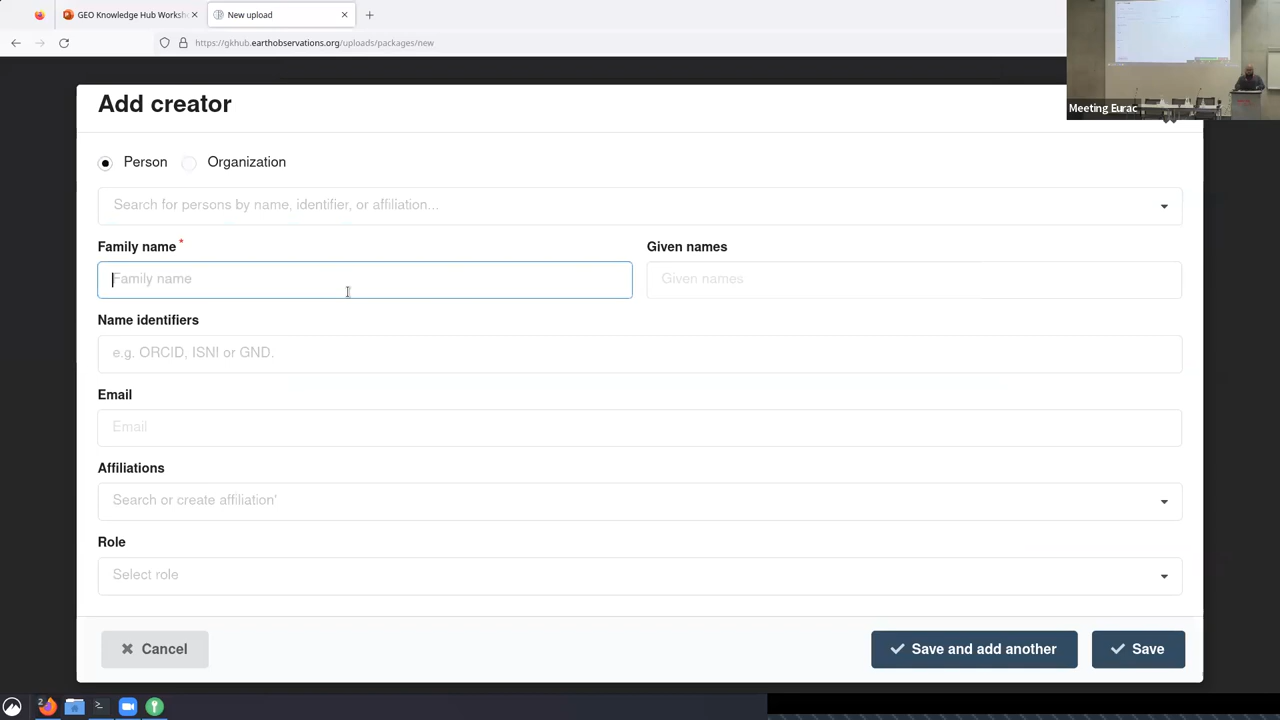 GEO Knowledge Hub Worksh
New upload
https://gkhub.earthobservations.org/uploads/packages/new
Meeting Eurac
Add creator
Person
Organization
Search for persons by name, identifier, or affiliation...
Family name *
Given names
Family name
Given names
Name identifiers
e.g. ORCID, ISNI or GND.
Email
Email
Affiliations
Search or create affiliation'
Role
Select role
Cancel
Save and add another
Save
2